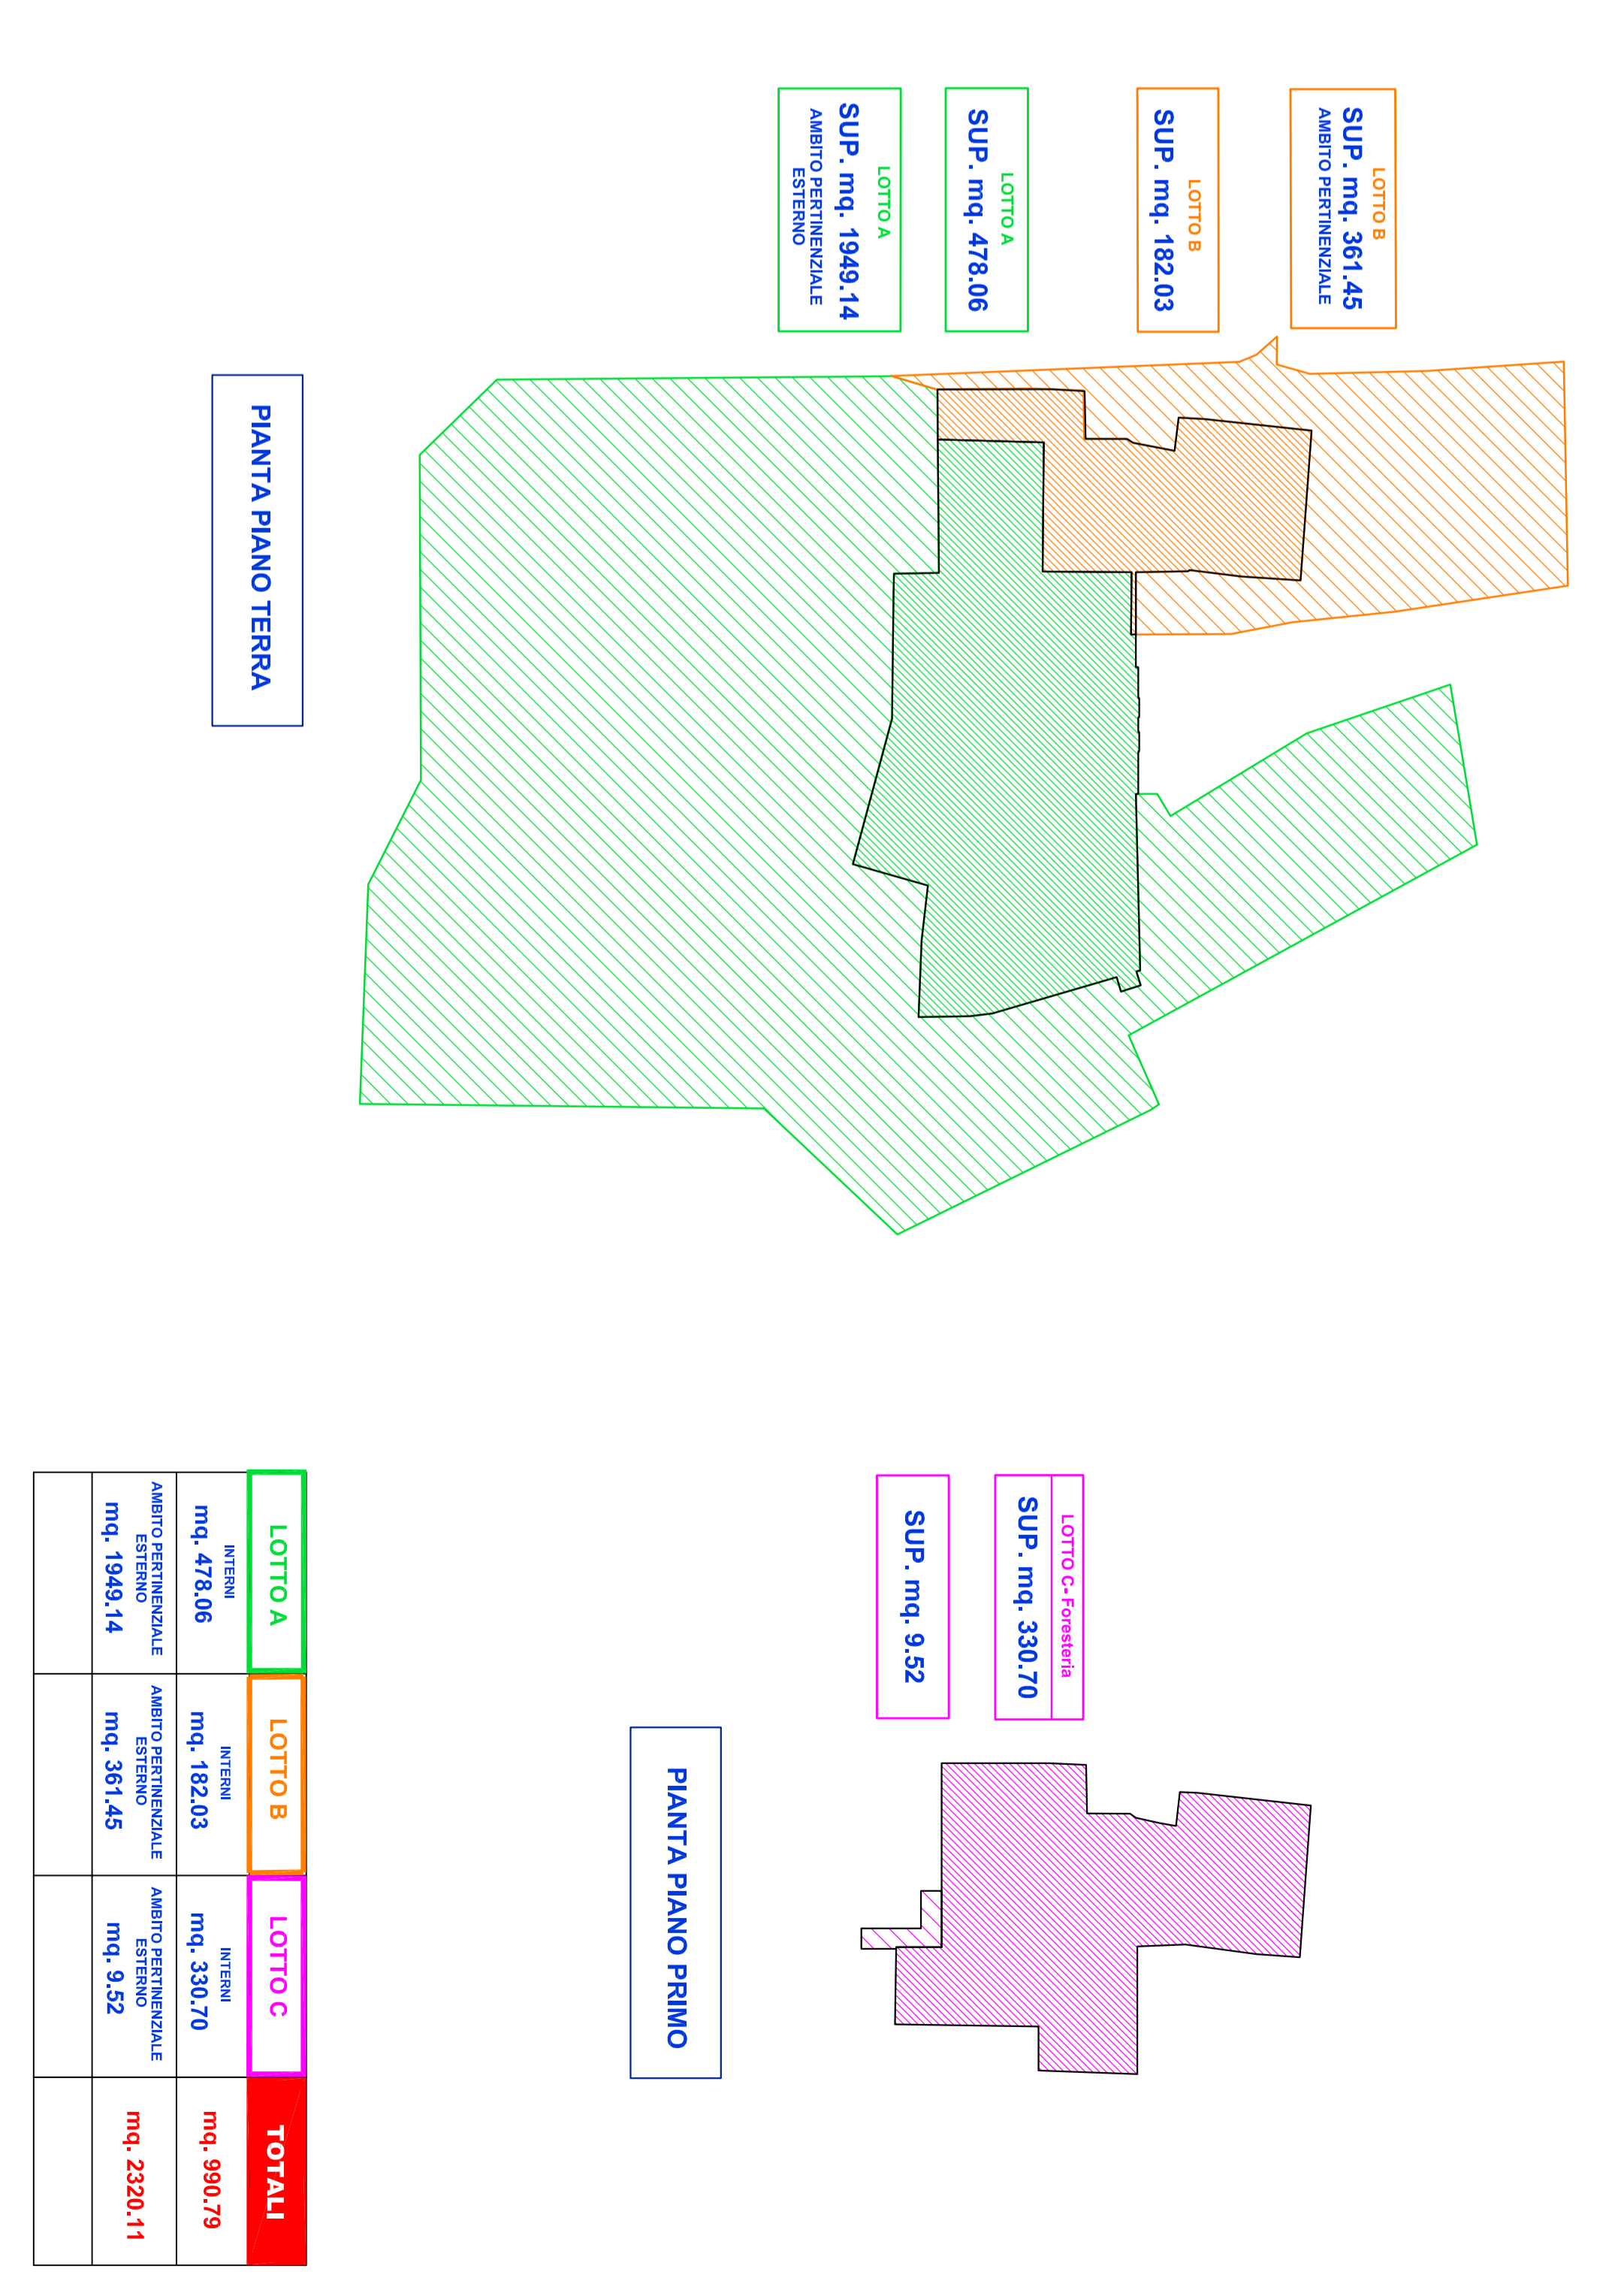 LOTTO B
SUP. mq. 361.45
AMBITO PERTINENZIALE
LOTTO B
SUP. mq. 182.03
LOTTO A
SUP. mq. 478.06
LOTTO A
SUP. mq. 1949.14
AMBITO PERTINENZIALE
ESTERNO
PIANTA PIANO TERRA
LOTTO C- Foresteria
SUP. mq. 330.70
SUP. mq. 9.52
PIANTA PIANO PRIMO
LOTTO A
LOTTO B
LOTTO C
TOTALI
INTERNI
mq. 478.06
INTERNI
mq. 182.03
INTERNI
mq. 330.70
mq. 990.79
AMBITO PERTINENZIALE
ESTERNO
mq. 1949.14
AMBITO PERTINENZIALE
ESTERNO
mq. 361.45
AMBITO PERTINENZIALE
ESTERNO
mq. 9.52
mq. 2320.11